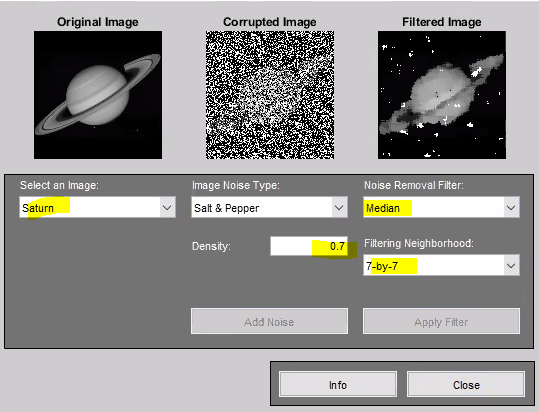 Original Image
Corrupted Image
Filtered Image
Select an Image:
Image Noise Type:
Noise Removal Filter:
Saturn
Salt & Pepper
Median
Density:
0.7
Filtering Neighborhood:
7-by-7
Add Noise
Apply Filter
Info
Close